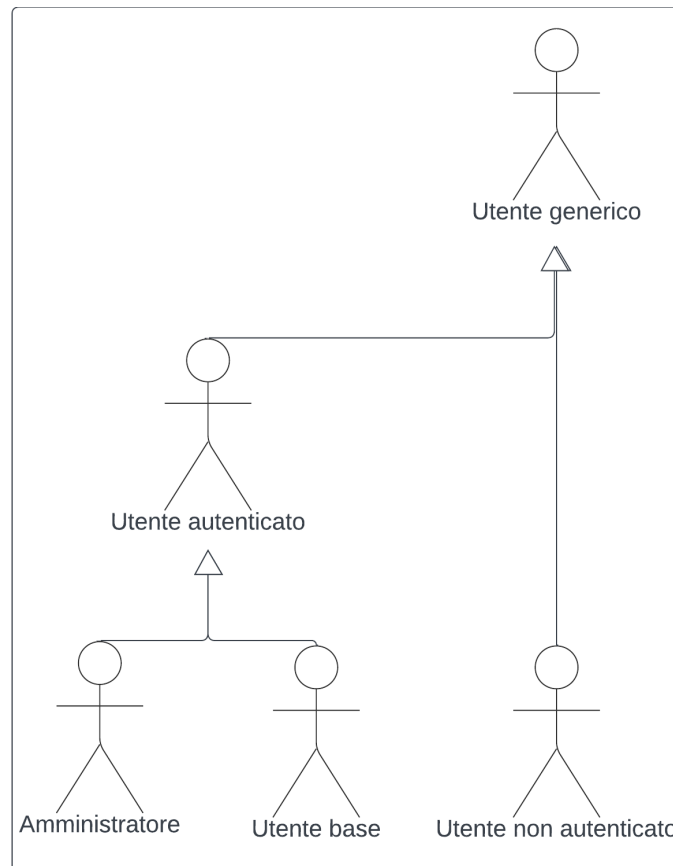 Utente generico
Utente autenticato
Amministratore
Utente base
Utente non autenticato